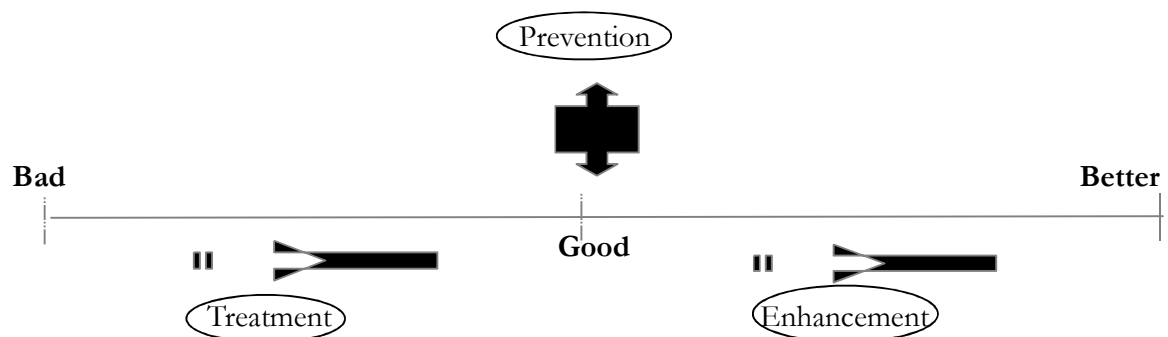 Prevention
Bad
Better
Good
Treatment
Enhancement